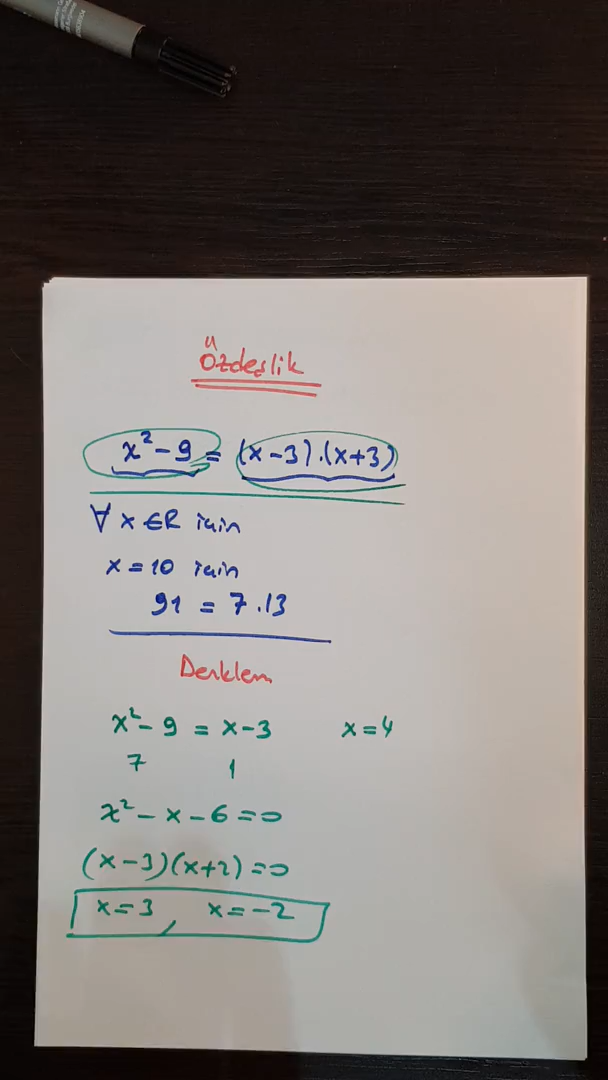 Özdeşlik
x² - 9 = (x - 3).(x + 3)
∀ x ∈ R için
x = 10 için
91 = 7.13
Denklem
x² - 9 = x - 3 x = 4
7 1
x² - x - 6 = 0
(x - 3)(x + 2) = 0
x = 3, x = -2